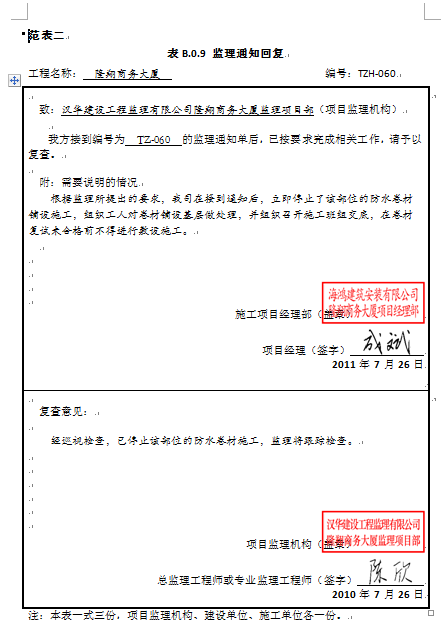 范表二
表 B.0.9 监理通知回复
工程名称： 隆翔商务大厦 编号：TZH-060
致：汉华建设工程监理有限公司隆翔商务大厦监理项目部（项目监理机构）
我方接到编号为 TZ-060 的监理通知单后，已按要求完成相关工作，请予以
复查。
附：需要说明的情况
根据监理所提出的要求，我司在接到通知后，立即停止了该部位的防水卷材
铺设施工，组织工人对卷材铺设基层做处理，并组织召开施工班组交底，在卷材
复试未合格前不得进行敷设施工。
海鸿建筑安装有限公司
隆翔商务大厦项目经理部
施工项目经理部（盖章）
项目经理（签字） 成斌
2011 年 7 月 26 日
复查意见：
经巡视检查，已停止该部位的防水卷材施工，监理将跟踪检查。
汉华建设工程监理有限公司
隆翔商务大厦监理项目部
项目监理机构（盖章）
总监理工程师或专业监理工程师（签字） 陈欣
2010 年 7 月 26 日
注：本表一式三份，项目监理机构、建设单位、施工单位各一份。